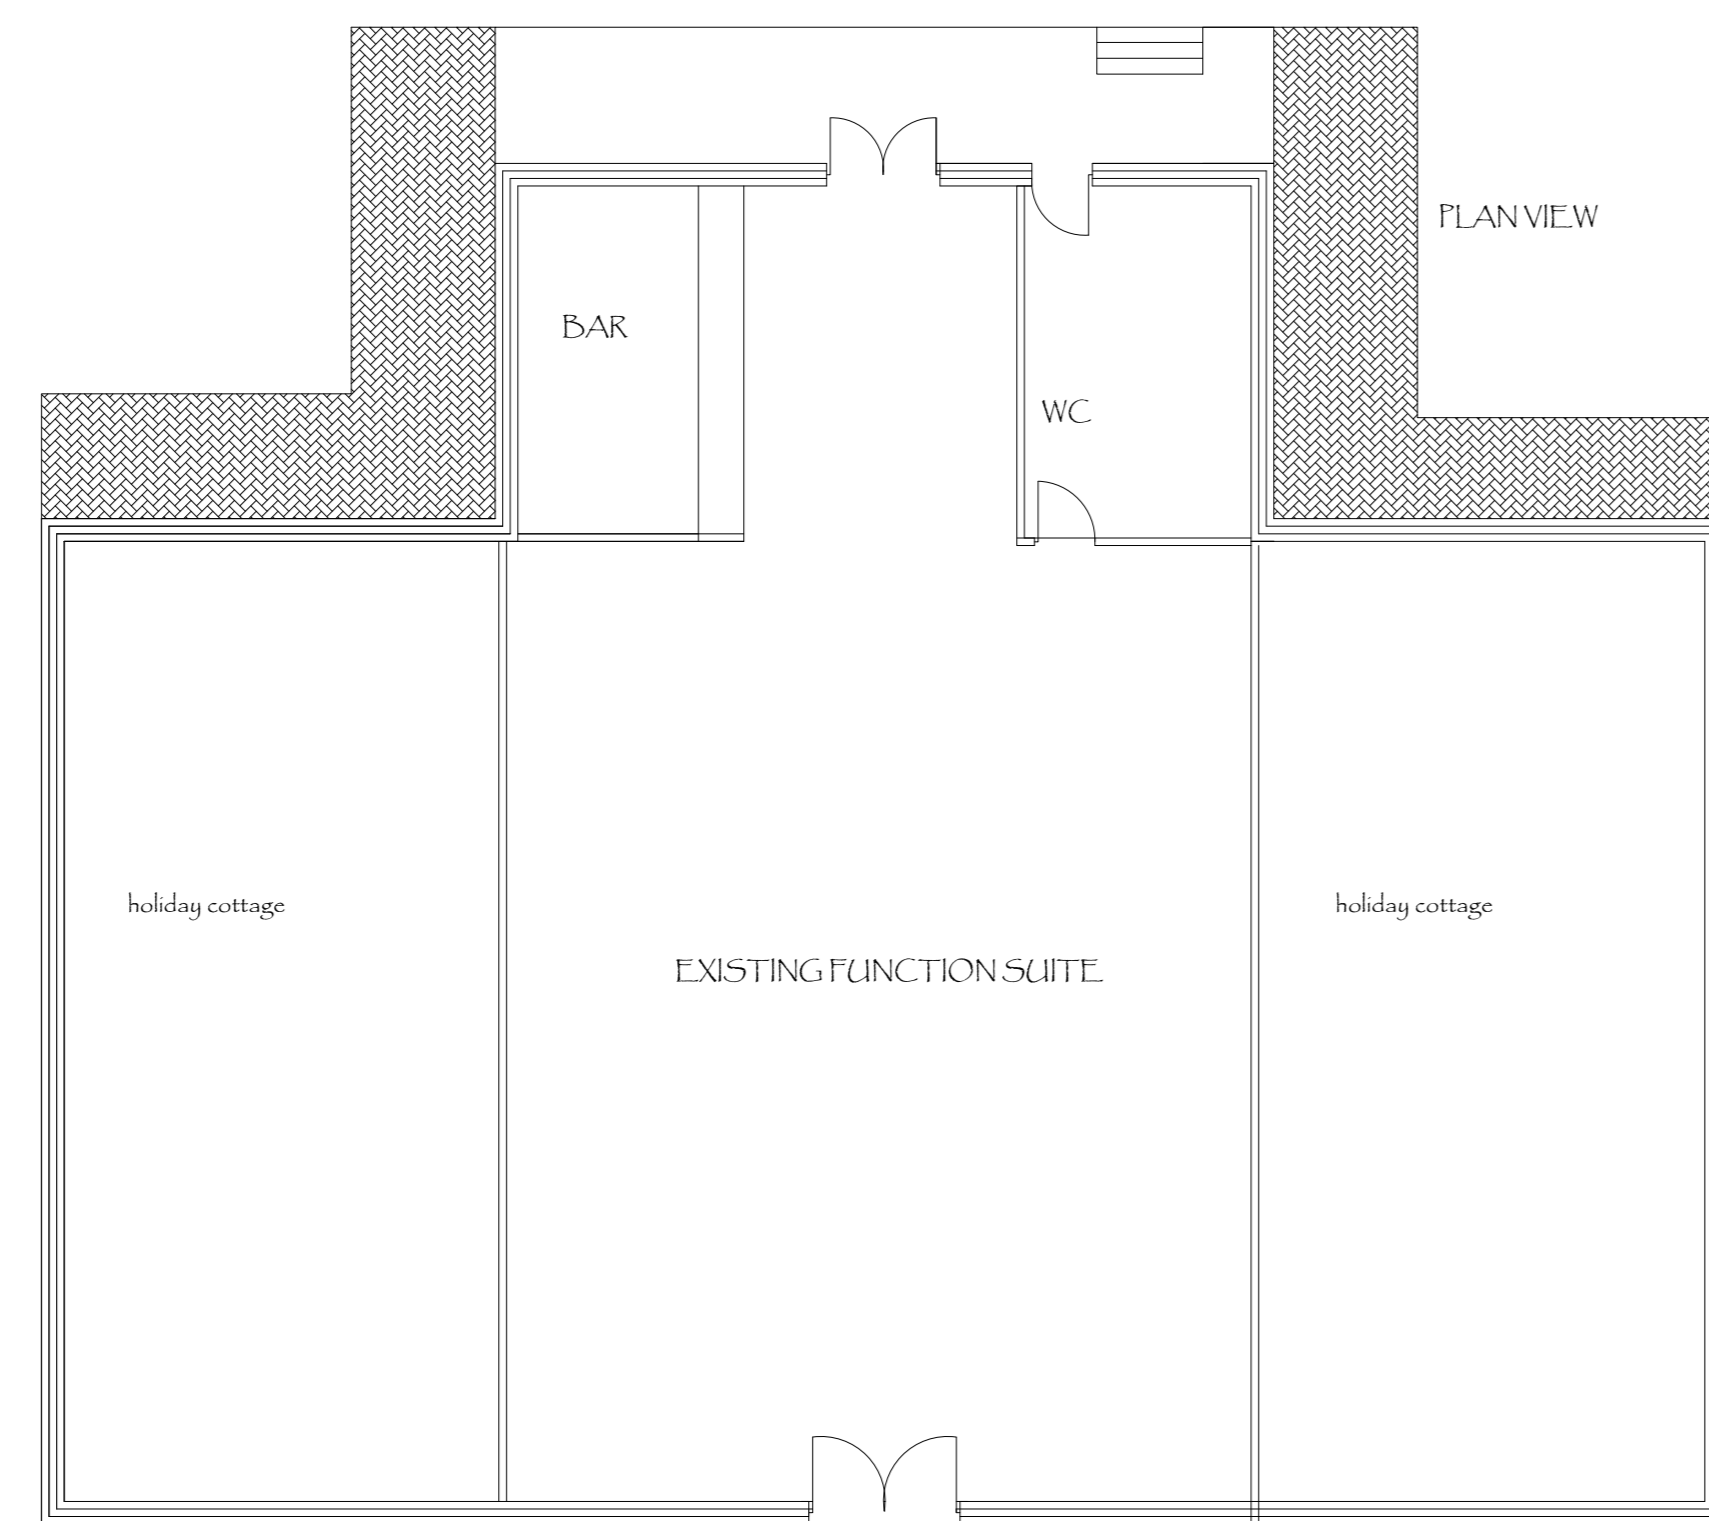 PLAN VIEW
BAR
WC
holiday cottage
holiday cottage
EXISTING FUNCTION SUITE